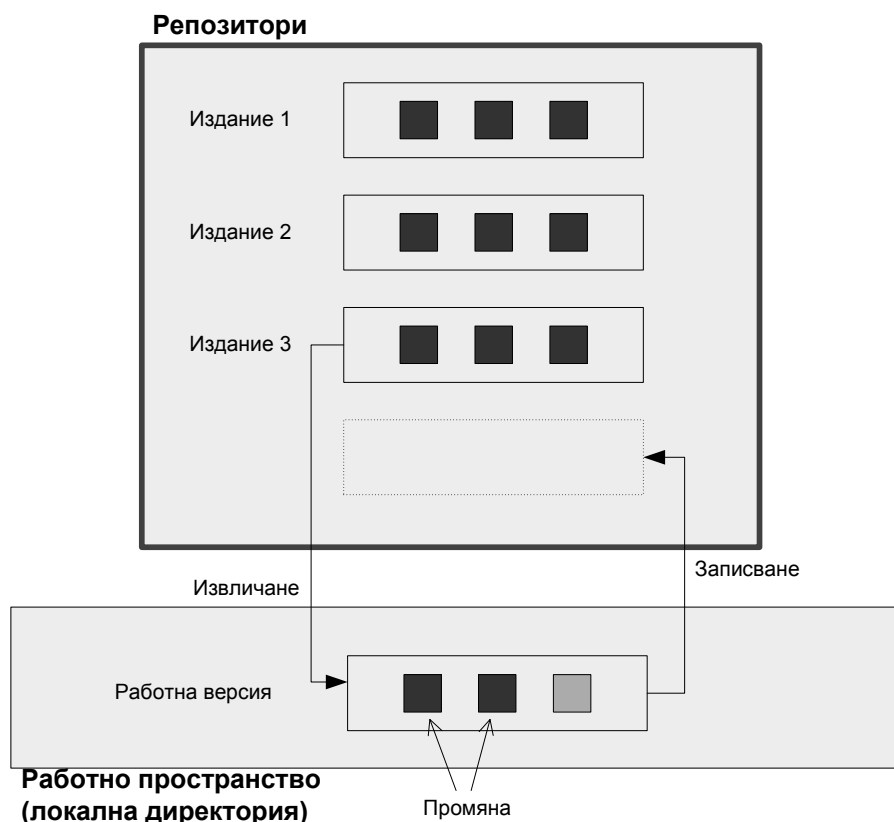 Репозитори
Издание 1
Издание 2
Издание 3
Записване
Извличане
Работна версия
Работно пространство
(локална директория)
Промяна